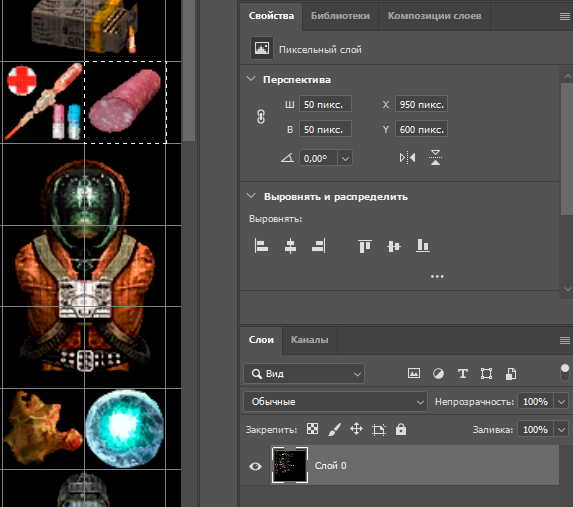 Свойства Библиотеки Композиции слоев
Пиксельный слой
Перспектива
Ш 50 пикс. X 950 пикс.
В 50 пикс. Y 600 пикс.
0,00°
Выровнять и распределить
Выровнять:
Слои Каналы
Вид
Обычные Непрозрачность: 100%
Закрепить: Заливка: 100%
Слой 0